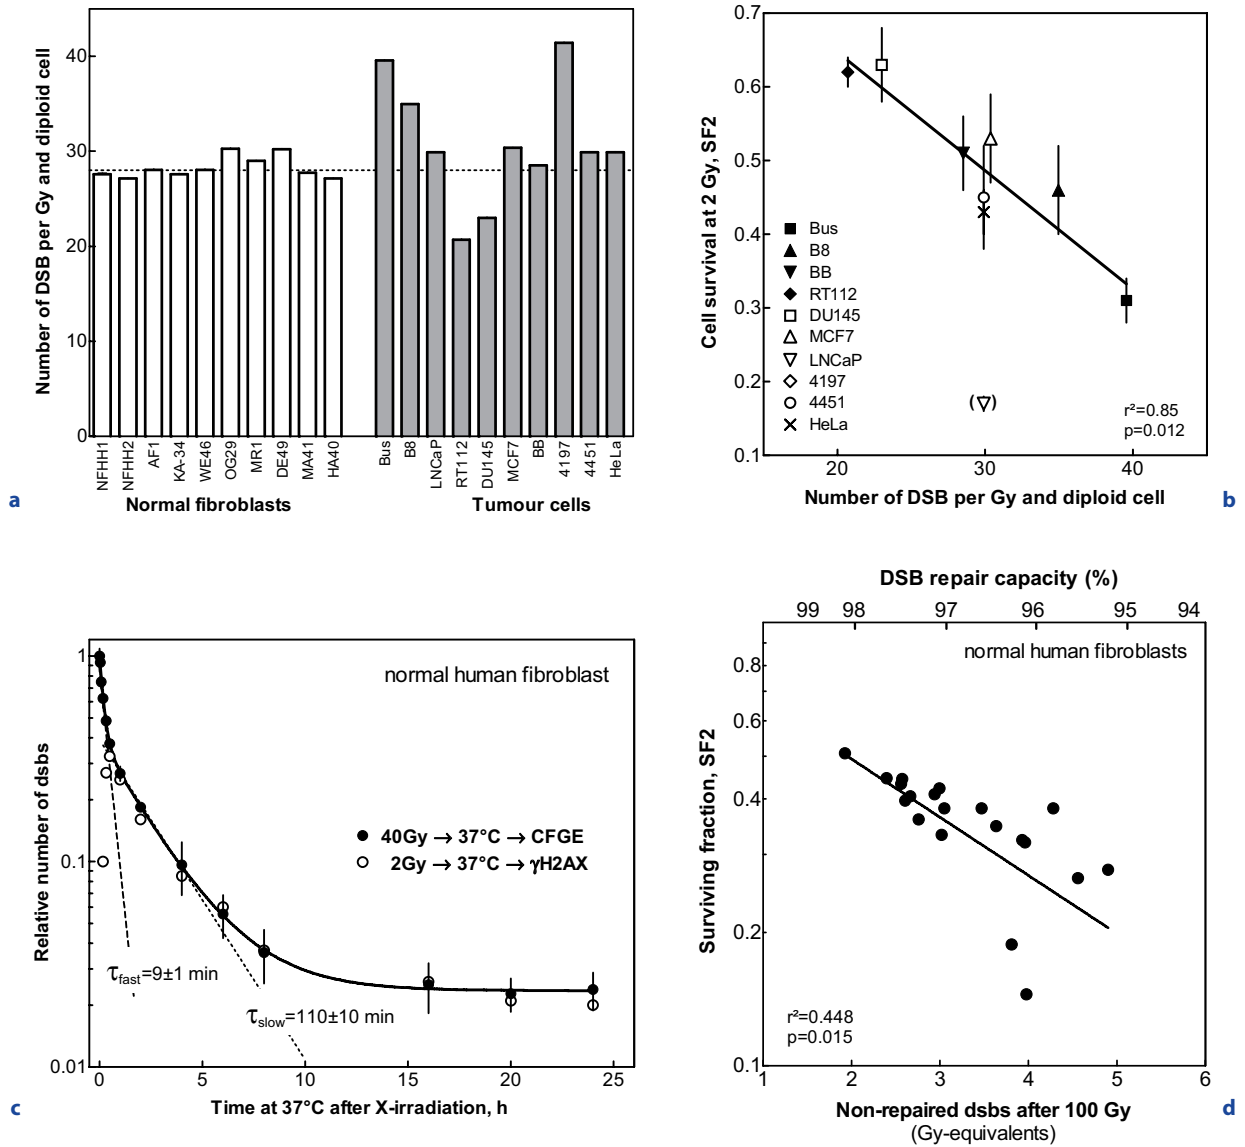 Number of DSB per Gy and diploid cell
40
30
20
10
0
NFHH1
NFHH2
AF1
KA-34
WE46
OG29
MR1
DE49
MA41
HA40
Bus
B8
LNCaP
RT112
DU145
MCF7
BB
4197
4451
HeLa
Normal fibroblasts
Tumour cells
a
Cell survival at 2 Gy, SF2
0.7
0.6
0.5
0.4
0.3
0.2
0.1
Bus
B8
BB
RT112
DU145
MCF7
LNCaP
4197
4451
HeLa
( )
r²=0.85
p=0.012
20
30
40
Number of DSB per Gy and diploid cell
b
Relative number of dsbs
1
0.1
0.01
normal human fibroblast
40Gy → 37°C → CFGE
2Gy → 37°C → γH2AX
τfast=9±1 min
τslow=110±10 min
0
5
10
15
20
25
Time at 37°C after X-irradiation, h
c
DSB repair capacity (%)
99
98
97
96
95
94
normal human fibroblasts
Surviving fraction, SF2
0.8
0.6
0.4
0.2
0.1
r²=0.448
p=0.015
1
2
3
4
5
6
Non-repaired dsbs after 100 Gy
(Gy-equivalents)
d